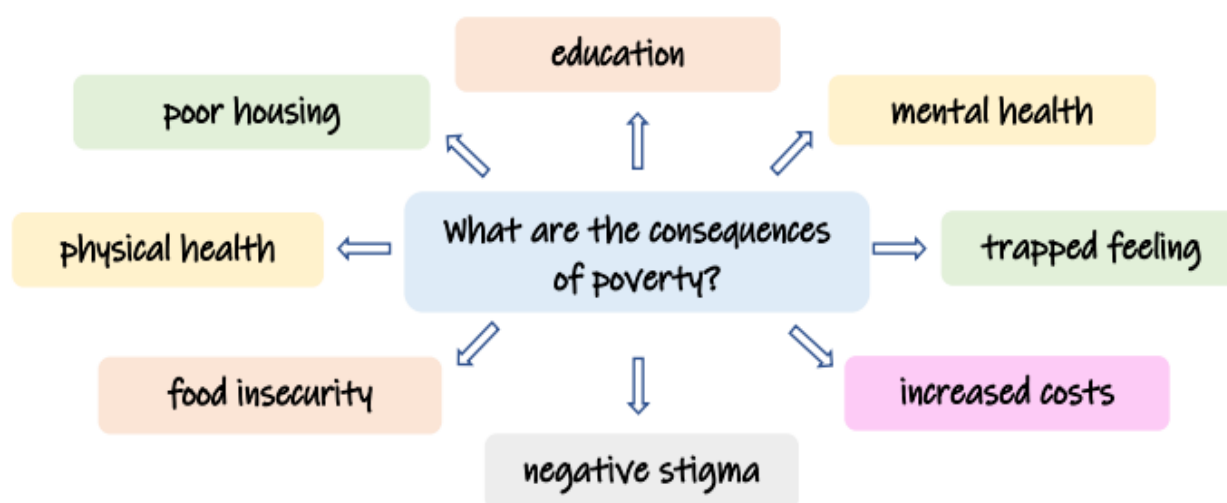 education
poor housing
mental health
What are the consequences
of poverty?
physical health
trapped feeling
food insecurity
increased costs
negative stigma